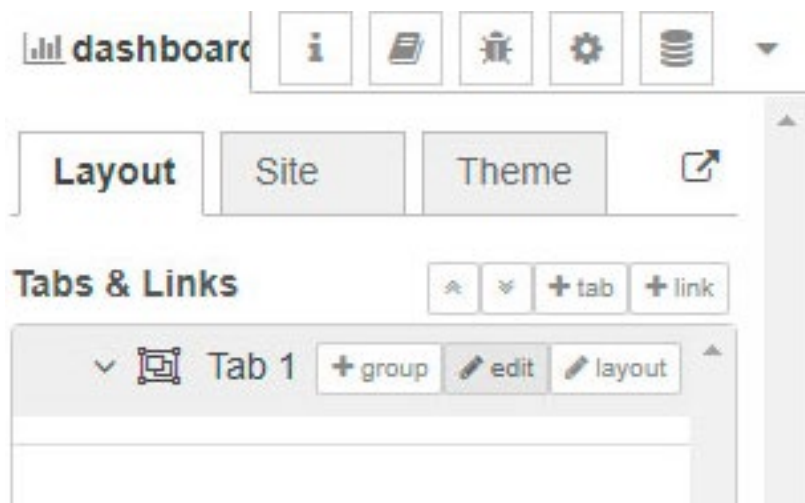 dashboard
Layout Site Theme
Tabs & Links + tab + link
Tab 1 + group edit layout